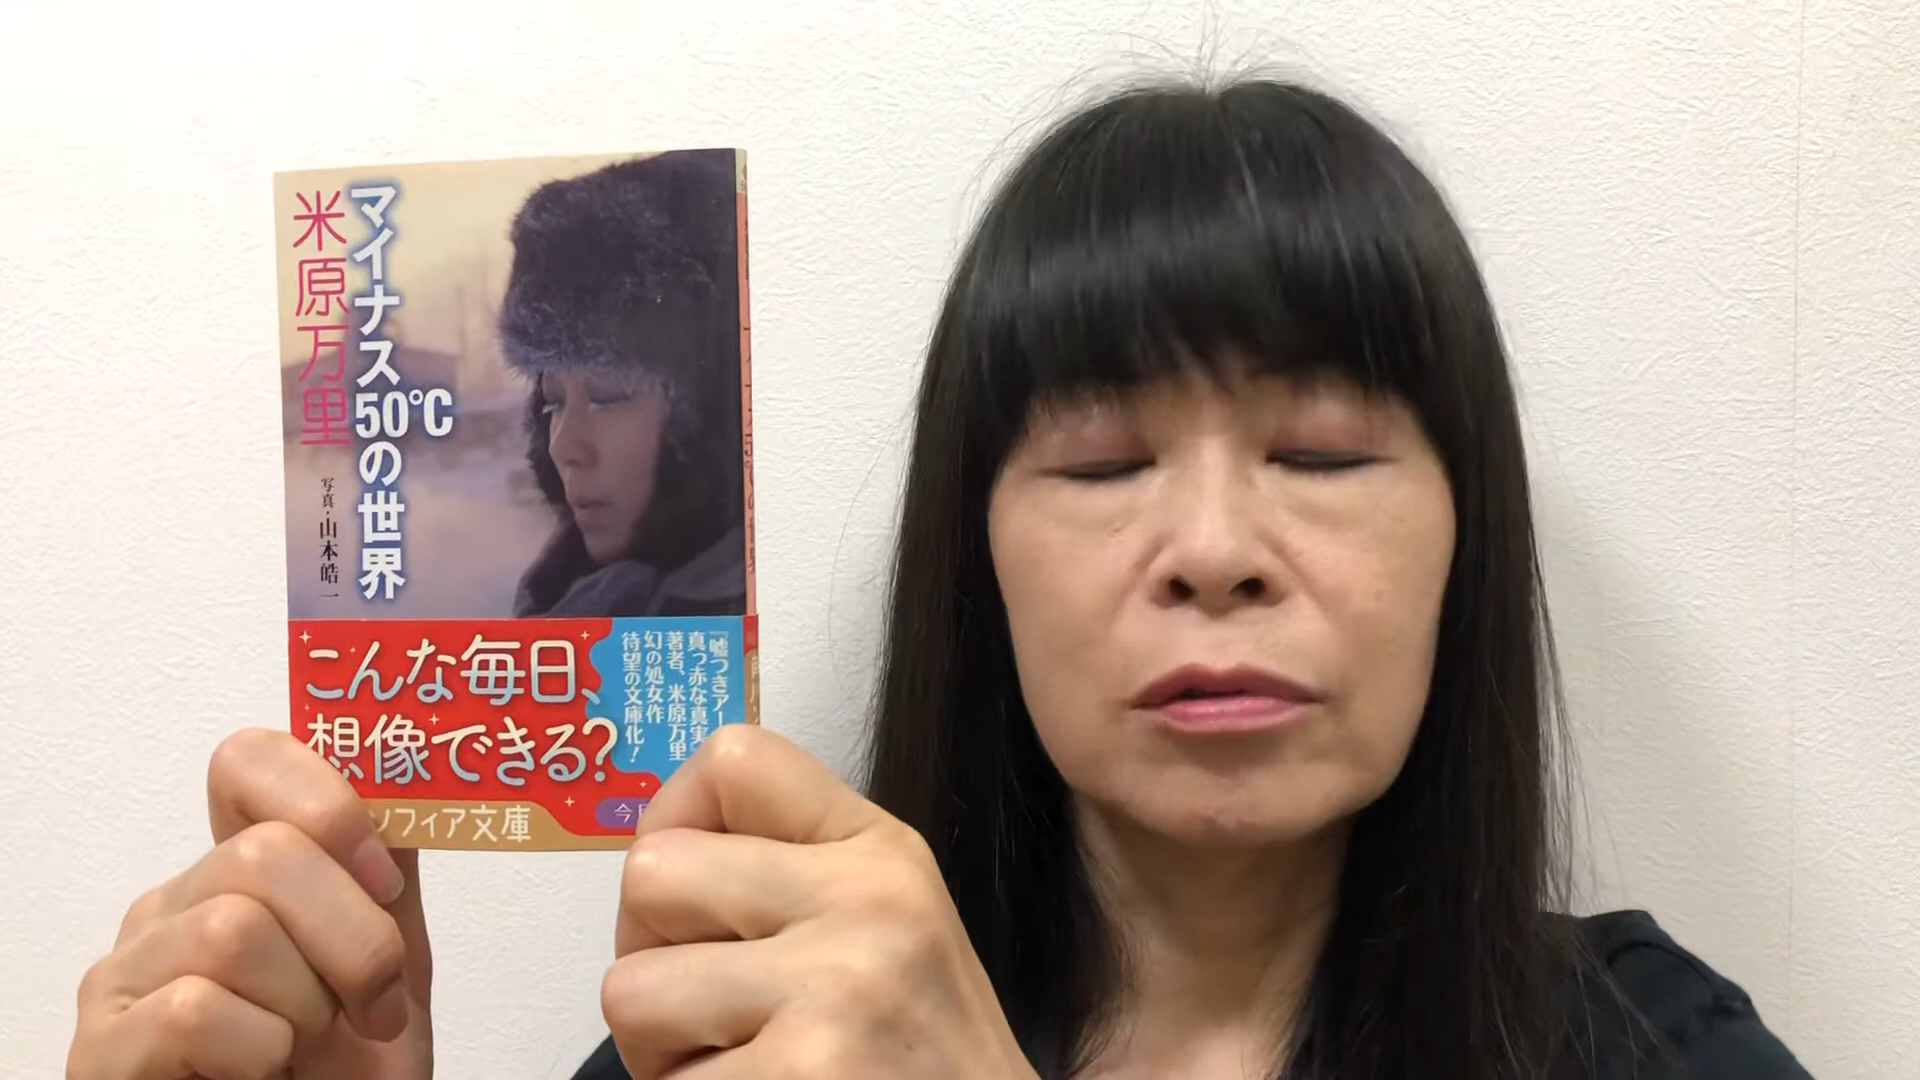 マイナス50℃の世界
米原万里
写真・山本皓一
『嘘つきアー
真っ赤な真実
著者、米原万里
幻の処女作
待望の文庫化！
こんな毎日、
想像できる？
ソフィア文庫